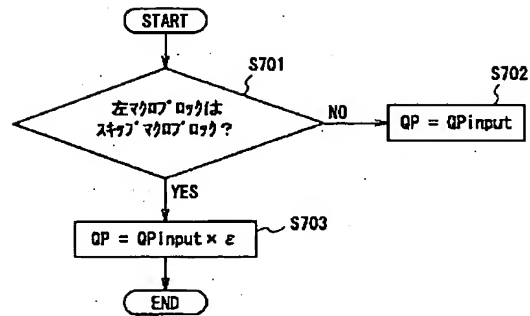 START
S701
左マクロブロックは
スキップマクロブロック?
NO
S702
QP = QPinput
YES
S703
QP = QPinput × ε
END